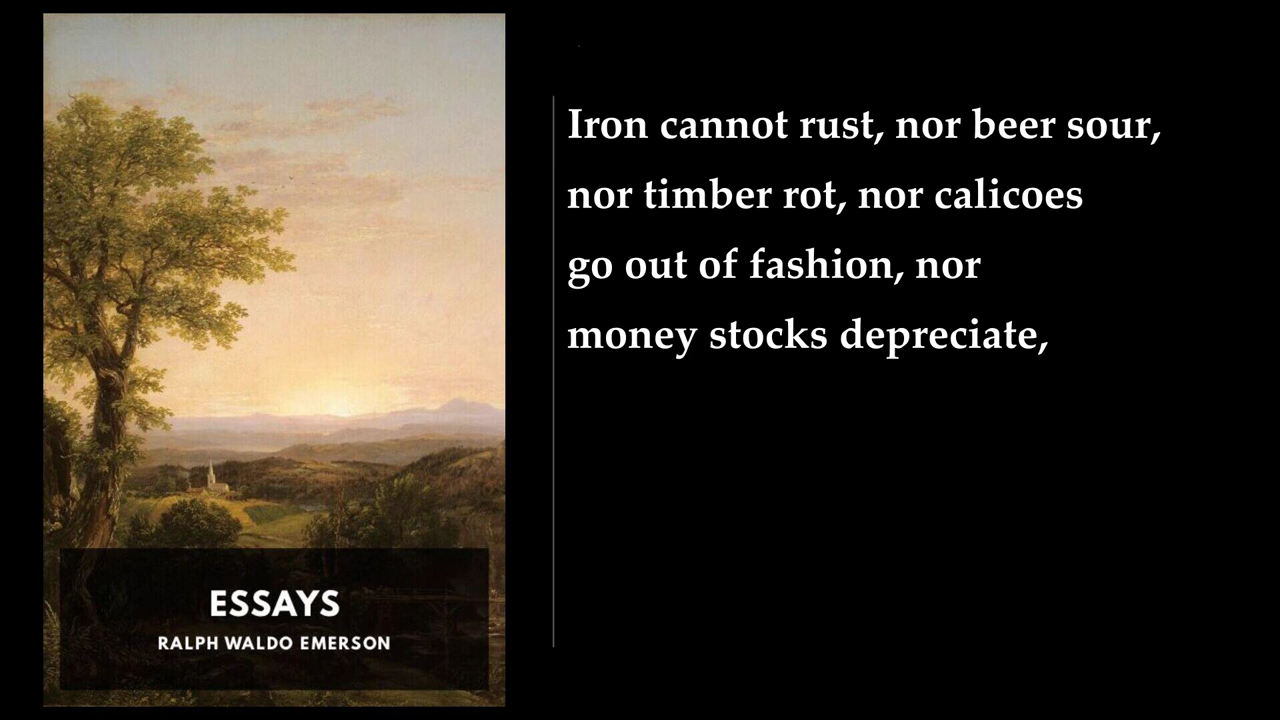 ESSAYS
RALPH WALDO EMERSON
Iron cannot rust, nor beer sour,
nor timber rot, nor calicoes
go out of fashion, nor
money stocks depreciate,